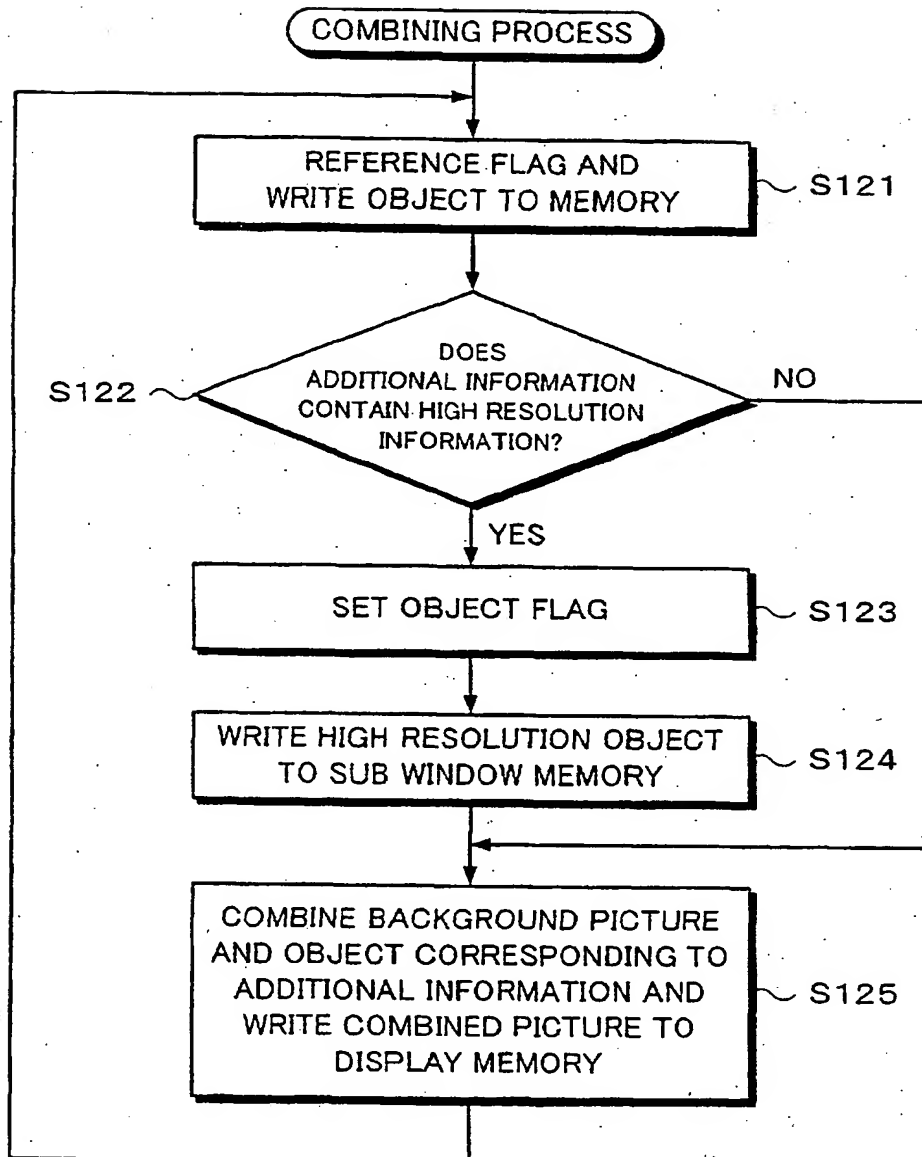 COMBINING PROCESS
REFERENCE FLAG AND
WRITE OBJECT TO MEMORY
S121
DOES
ADDITIONAL INFORMATION
CONTAIN HIGH RESOLUTION
INFORMATION?
S122
NO
YES
SET OBJECT FLAG
S123
WRITE HIGH RESOLUTION OBJECT
TO SUB WINDOW MEMORY
S124
COMBINE BACKGROUND PICTURE
AND OBJECT CORRESPONDING TO
ADDITIONAL INFORMATION AND
WRITE COMBINED PICTURE TO
DISPLAY MEMORY
S125